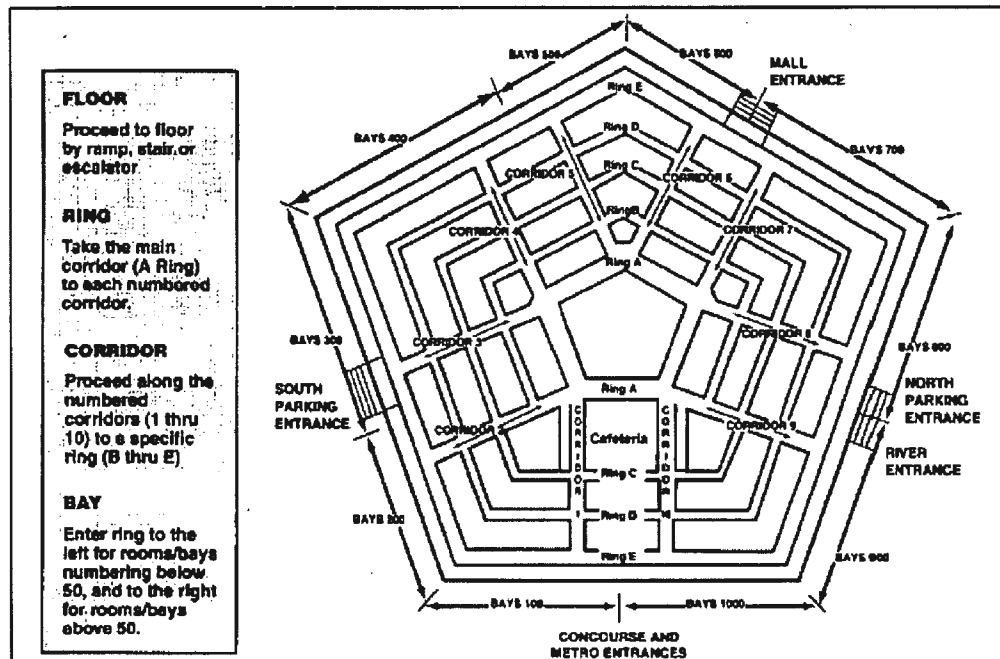 FLOOR
Proceed to floor
by ramp, stair, or
escalator.
RING
Take the main
corridor (A Ring)
to each numbered
corridor.
CORRIDOR
Proceed along the
numbered
corridors (1 thru
10) to a specific
ring (B thru E)
BAY
Enter ring to the
left for rooms/bays
numbering below
50, and to the right
for rooms/bays
above 50.
BAYS 500
BAYS 600
MALL
ENTRANCE
Ring E
BAYS 400
Ring D
BAYS 700
Ring C
CORRIDOR 5
CORRIDOR 6
Ring B
CORRIDOR 4
CORRIDOR 7
Ring A
BAYS 300
CORRIDOR 3
CORRIDOR 8
BAYS 800
SOUTH
PARKING
ENTRANCE
Ring A
NORTH
PARKING
ENTRANCE
CORRIDOR 2
CORRIDOR 1
Cafeteria
CORRIDOR 10
CORRIDOR 9
RIVER
ENTRANCE
Ring C
BAYS 200
Ring D
Ring E
BAYS 900
BAYS 100
BAYS 1000
CONCOURSE AND
METRO ENTRANCES